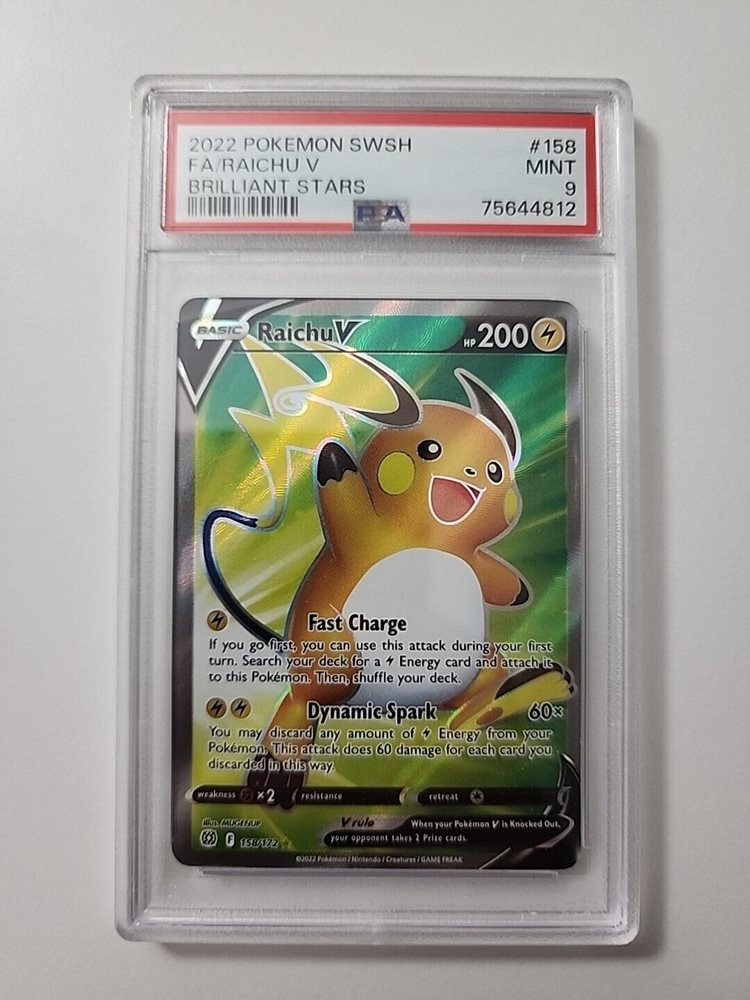 2022 POKEMON SWSH #158
FA/RAICHU V MINT
BRILLIANT STARS 9
PSA 75644812
BASIC Raichu V HP 200
Fast Charge
If you go first, you can use this attack during your first
turn. Search your deck for a Energy card and attach it
to this Pokémon. Then, shuffle your deck.
Dynamic Spark 60×
You may discard any amount of Energy from your
Pokémon. This attack does 60 damage for each card you
discarded in this way.
weakness ×2 resistance retreat
V rule When your Pokémon V is Knocked Out,
your opponent takes 2 Prize cards.
Illus. MUGENUP
F 158/172
©2022 Pokémon / Nintendo / Creatures / GAME FREAK